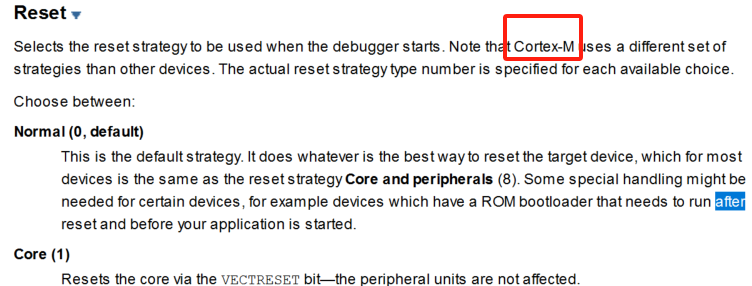 Reset
Selects the reset strategy to be used when the debugger starts. Note that Cortex-M uses a different set of
strategies than other devices. The actual reset strategy type number is specified for each available choice.
Choose between:
Normal (0, default)
This is the default strategy. It does whatever is the best way to reset the target device, which for most
devices is the same as the reset strategy Core and peripherals (8). Some special handling might be
needed for certain devices, for example devices which have a ROM bootloader that needs to run after
reset and before your application is started.
Core (1)
Resets the core via the VECTRESET bit—the peripheral units are not affected.